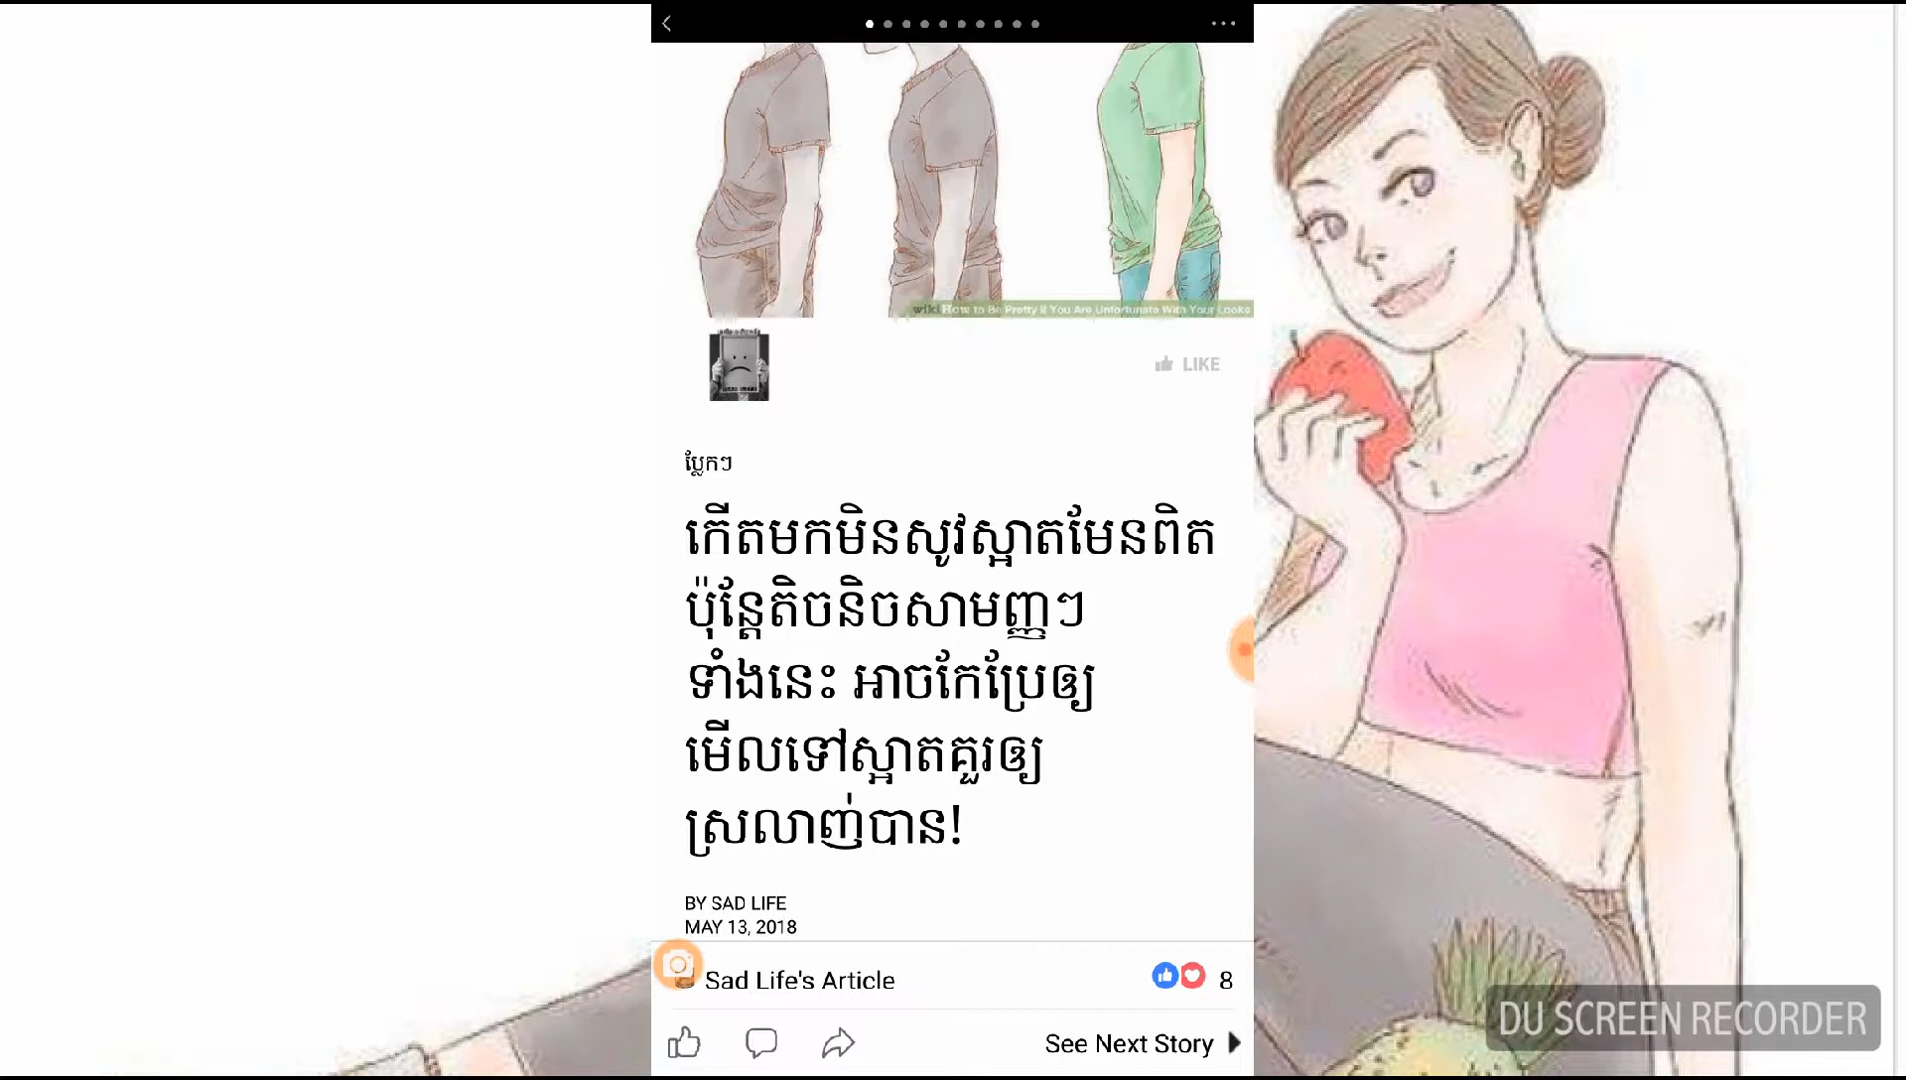 wikiHow to Be Pretty if You Are Unfortunate With Your Looks
LIKE
ប្លែកៗ
កើតមកមិនសូវស្អាតមែនពិត
ប៉ុន្តែតិចនិចសាមញ្ញៗ
ទាំងនេះ អាចកែប្រែឲ្យ
មើលទៅស្អាតគួរឲ្យ
ស្រលាញ់បាន!
BY SAD LIFE
MAY 13, 2018
Sad Life's Article
8
See Next Story
DU SCREEN RECORDER